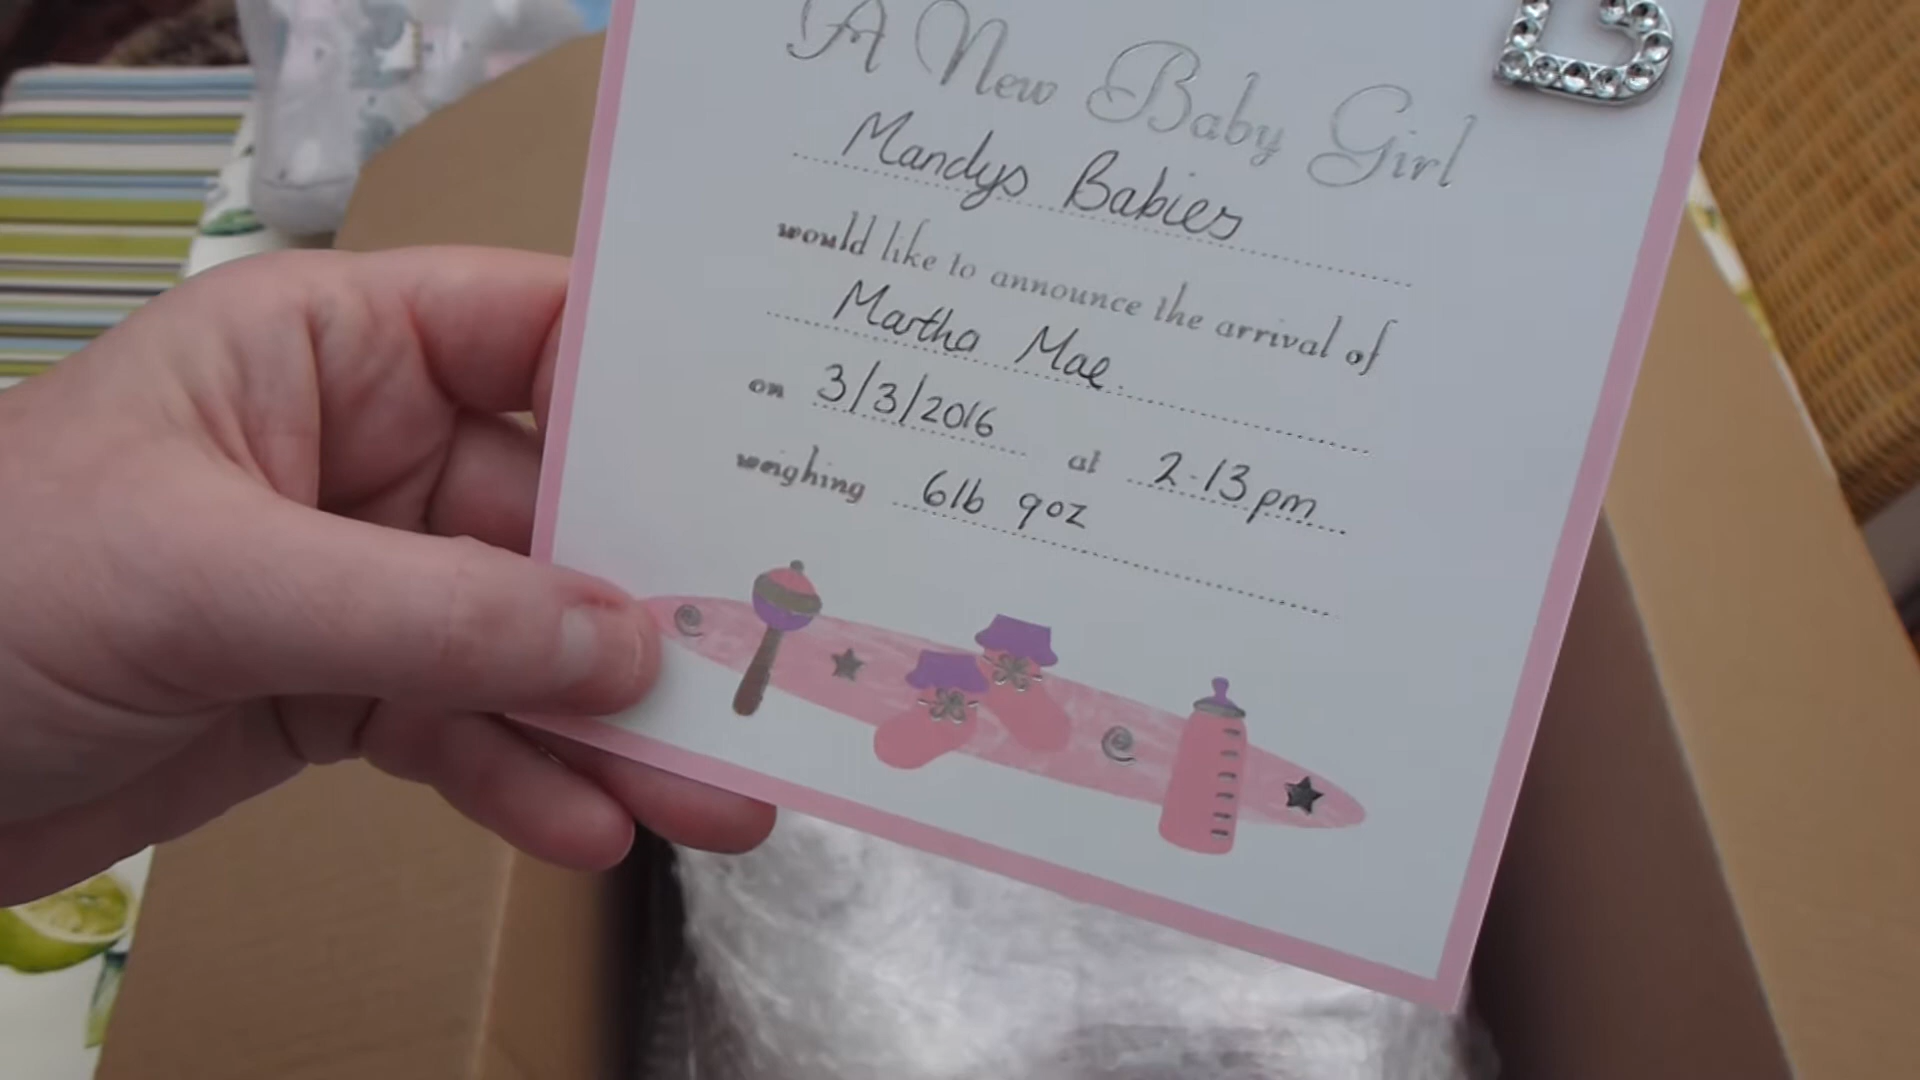 A New Baby Girl
Mandys Babies
would like to announce the arrival of
Martha Mae.
on 3/3/2016 at 2.13pm
weighing 6lb 9oz